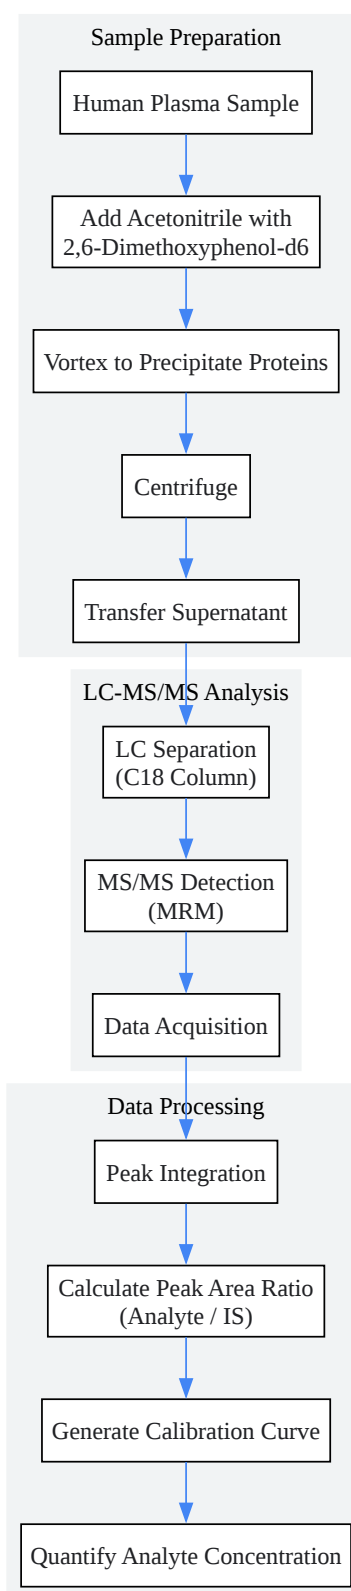 Sample Preparation
Human Plasma Sample
Add Acetonitrile with
2,6-Dimethoxyphenol-d6
Vortex to Precipitate Proteins
Centrifuge
Transfer Supernatant
LC-MS/MS Analysis
LC Separation
(C18 Column)
MS/MS Detection
(MRM)
Data Acquisition
Data Processing
Peak Integration
Calculate Peak Area Ratio
(Analyte / IS)
Generate Calibration Curve
Quantify Analyte Concentration